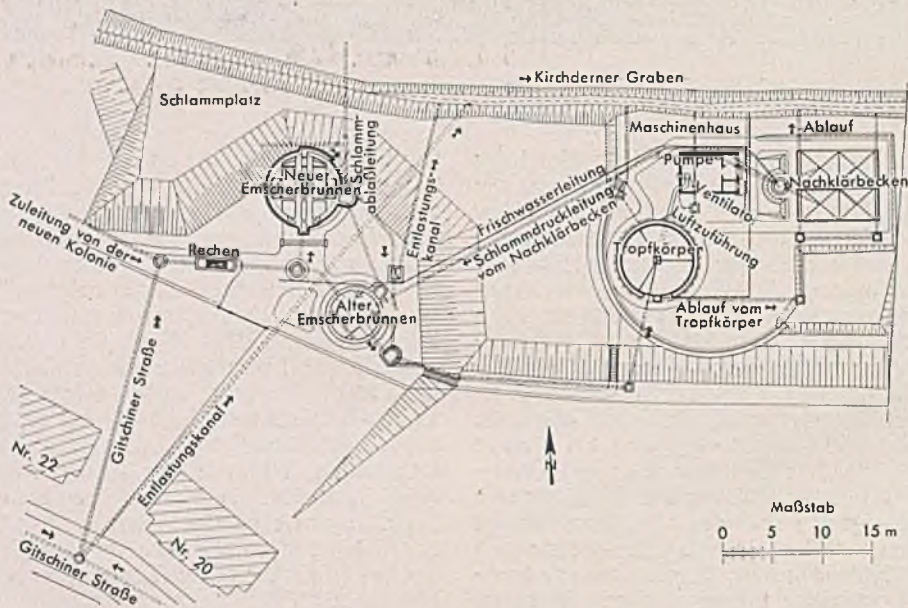 → Kirchderner Graben
Schlammplatz
Maschinenhaus
Ablauf
Pumpe
Nachklärbecken
Ventilator
Luftzuführung
Neuer
Emscherbrunnen
Schlamm-
ablaßleitung
Entlastungs-
kanal
Frischwasserleitung
Schlammdruckleitung
vom Nachklärbecken
Tropfkörper
Ablauf vom
Tropfkörper
Zuleitung von der
neuen Kolonie
Rechen
Alter
Emscherbrunnen
Gitschiner Straße
Entlastungskanal
Nr. 22
Nr. 20
Gitschiner Straße
N
Maßstab
0 5 10 15 m